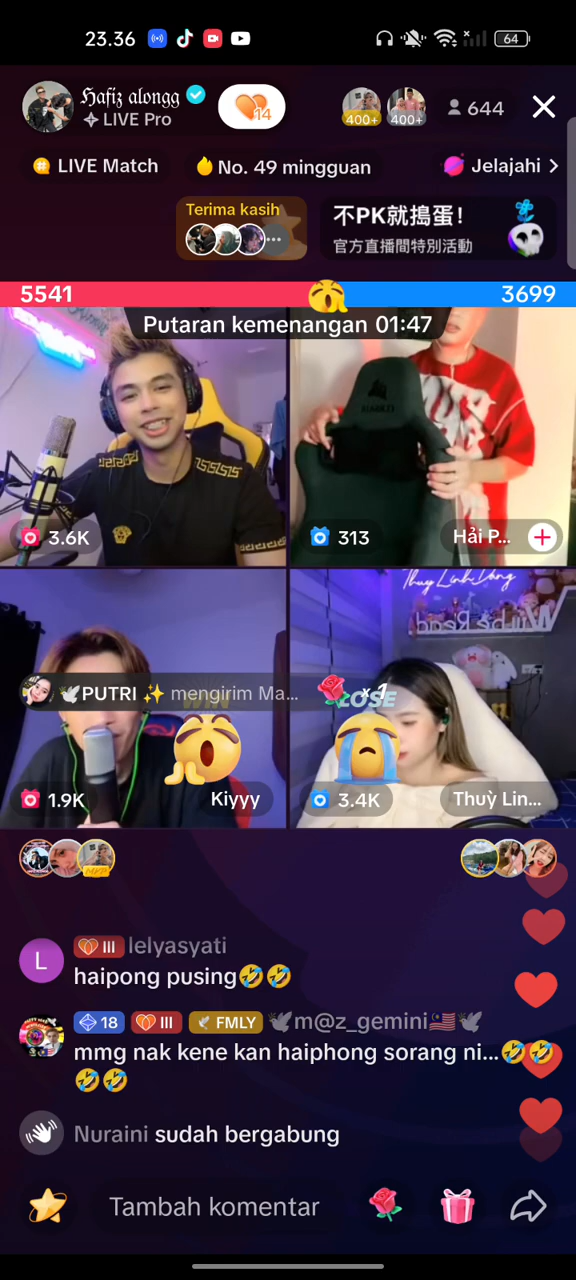 23.36
64
Hafiz alongg
LIVE Pro
14
400+
400+
644
LIVE Match
No. 49 mingguan
Jelajahi
Terima kasih
不PK就搗蛋！
官方直播間特別活動
5541
3699
Putaran kemenangan 01:47
3.6K
313
Hải P...
PUTRI mengirim Ma...
x 1
LOSE
1.9K
Kiyyy
3.4K
Thuỳ Lin...
III lelyasyati
haipong pusing🤣🤣
18 III FMLY 🕊m@z_gemini🇲🇾🕊
mmg nak kene kan haiphong sorang ni...🤣🤣
🤣🤣
Nuraini sudah bergabung
Tambah komentar